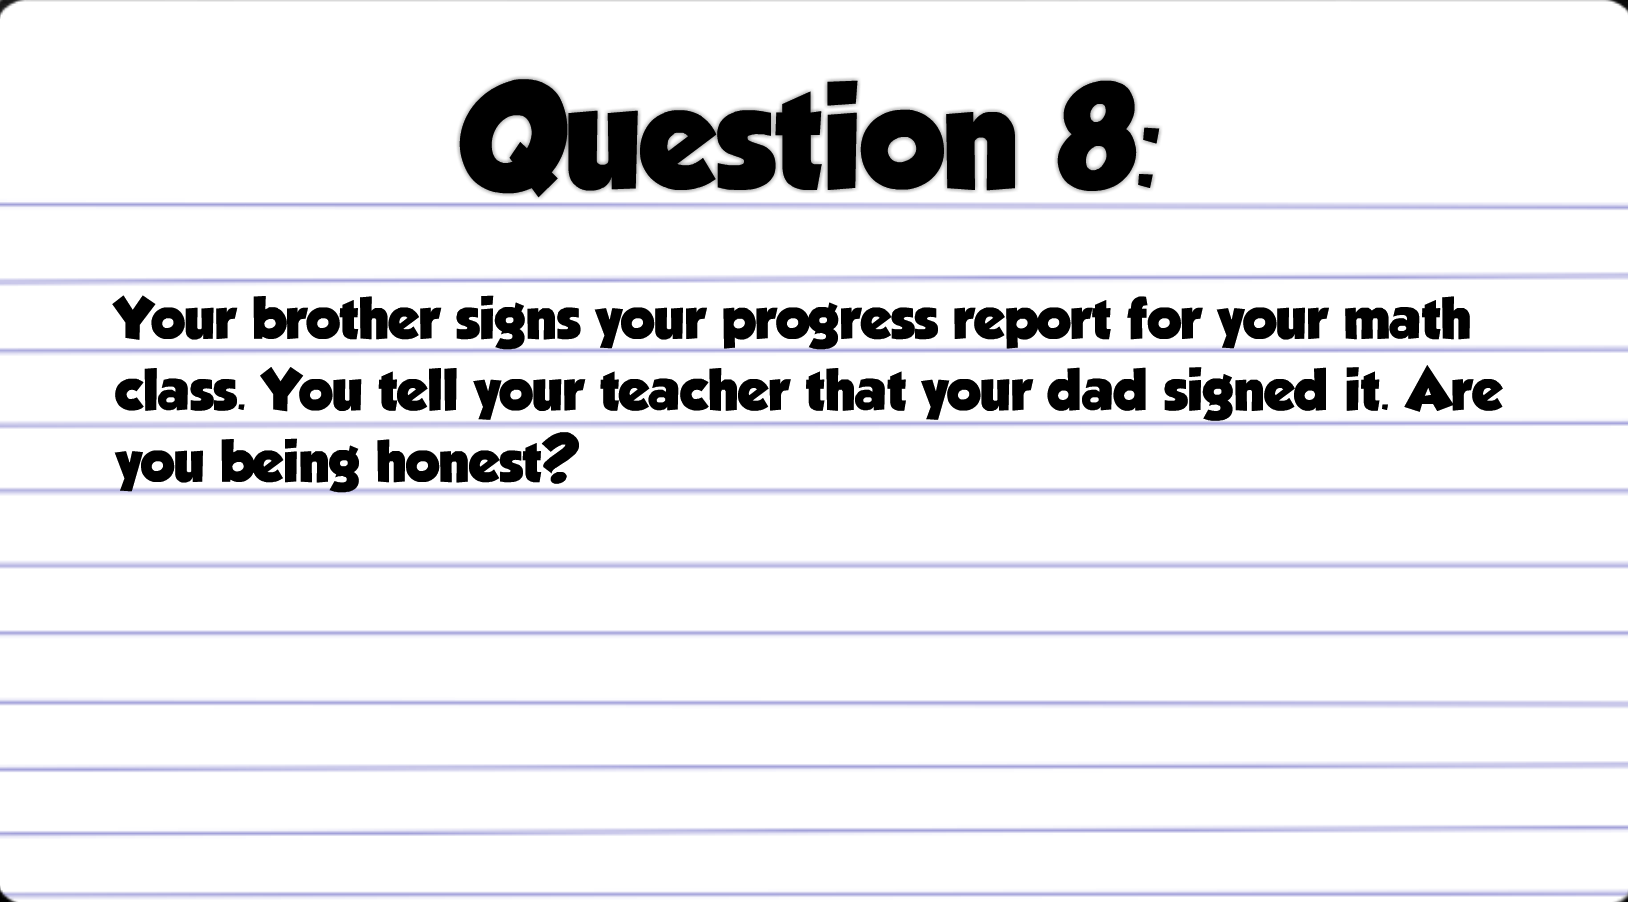 Question 8:
Your brother signs your progress report for your math
class. You tell your teacher that your dad signed it. Are
you being honest?